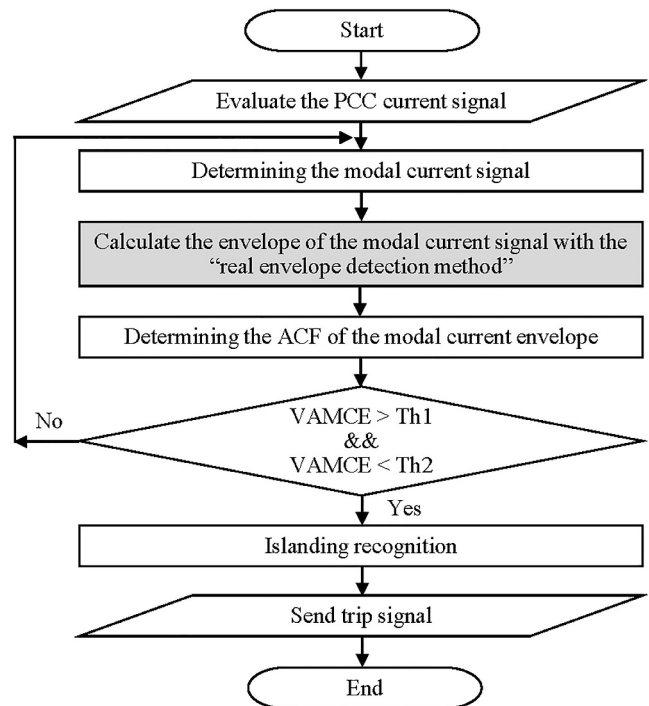 Start
Evaluate the PCC current signal
Determining the modal current signal
Calculate the envelope of the modal current signal with the
“real envelope detection method”
Determining the ACF of the modal current envelope
No
VAMCE > Th1
&&
VAMCE < Th2
Yes
Islanding recognition
Send trip signal
End